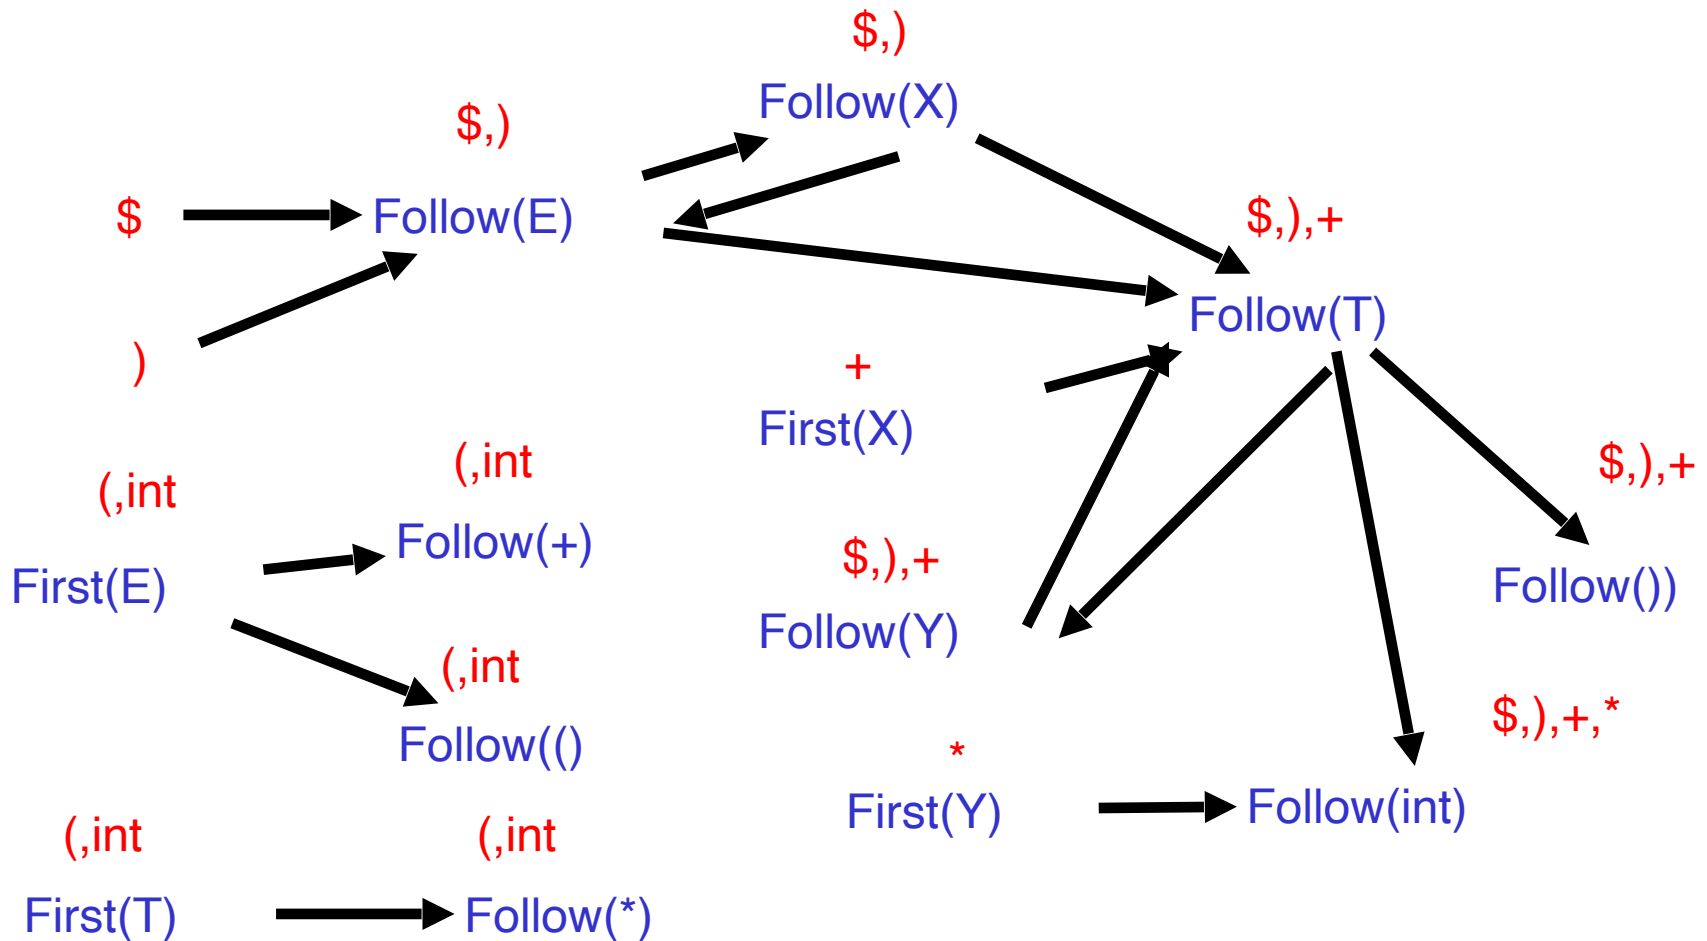 $,)
Follow(X)
$,)
$
Follow(E)
$,),+
Follow(T)
)
+
First(X)
(,int
(,int
$,),+
First(E)
Follow(+)
$,),+
Follow(Y)
Follow())
(,int
Follow(()
$,),+,*
*
First(Y)
Follow(int)
(,int
(,int
First(T)
Follow(*)